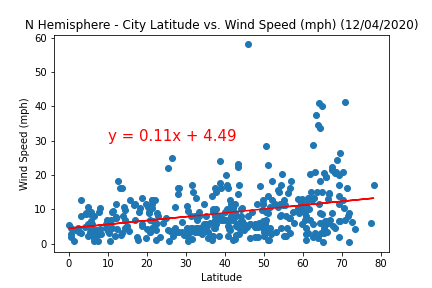 N Hemisphere - City Latitude vs. Wind Speed (mph) (12/04/2020)
60
50
40
30
20
10
0
Wind Speed (mph)
y = 0.11x + 4.49
0 10 20 30 40 50 60 70 80
Latitude